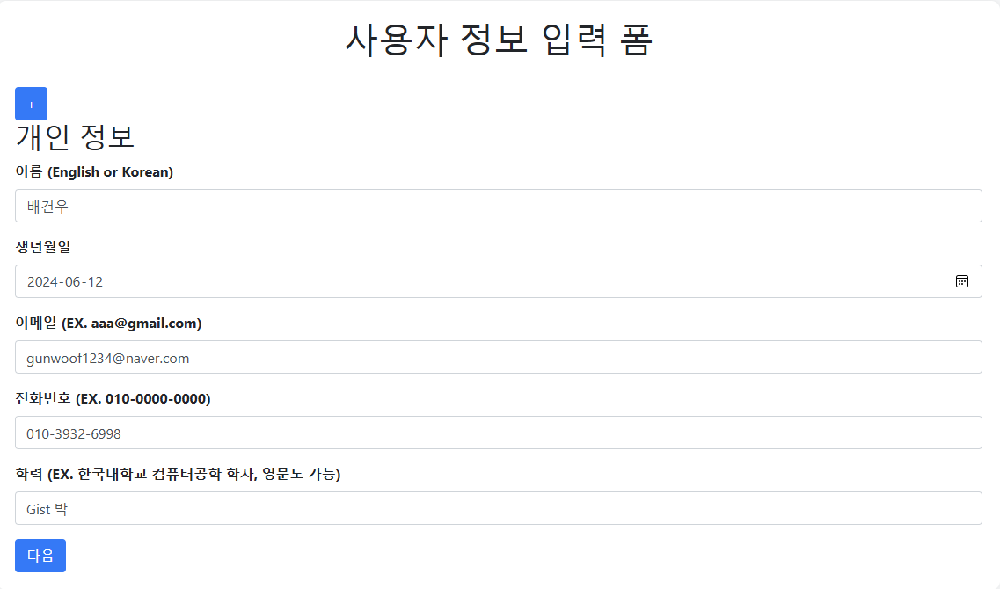 사용자 정보 입력 폼
+
개인 정보
이름 (English or Korean)
배건우
생년월일
2024-06-12
이메일 (EX. aaa@gmail.com)
gunwoof1234@naver.com
전화번호 (EX. 010-0000-0000)
010-3932-6998
학력 (EX. 한국대학교 컴퓨터공학 학사, 영문도 가능)
Gist 박
다음